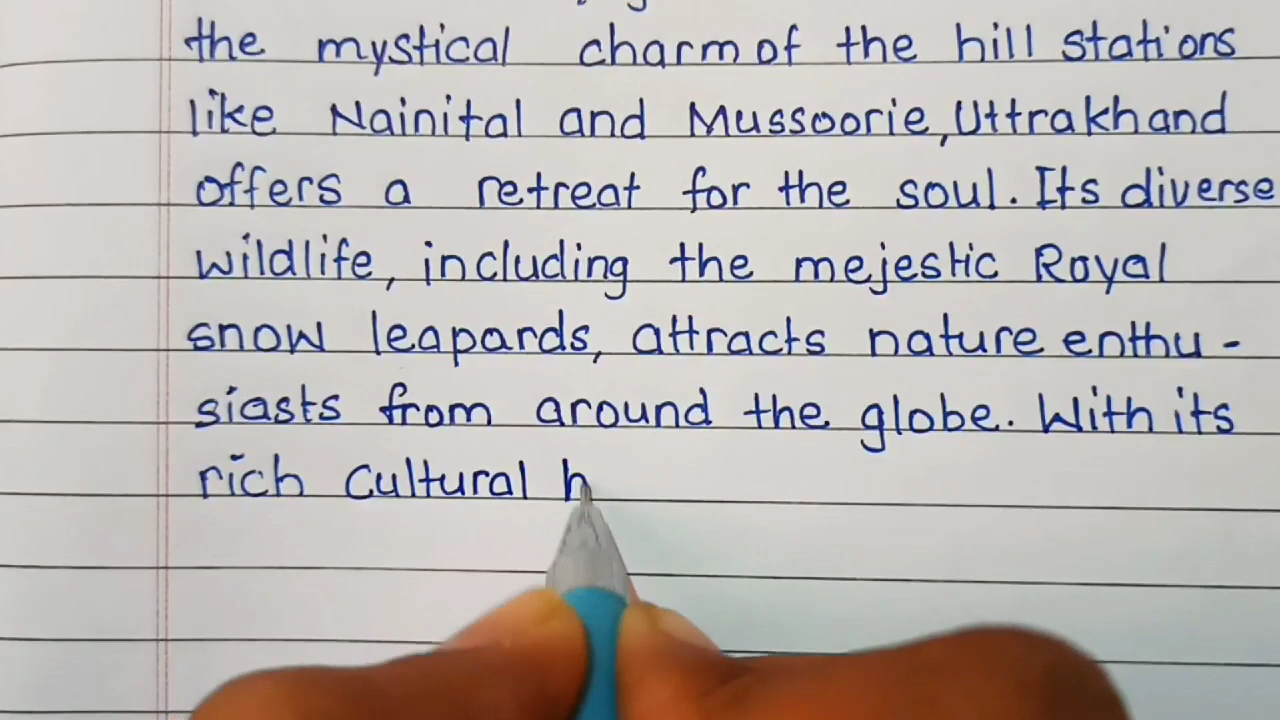 the mystical charm of the hill stations
like Nainital and Mussoorie, Uttrakhand
offers a retreat for the soul. Its diverse
wildlife, including the mejestic Royal
snow leapards, attracts nature enthu-
siasts from around the globe. With its
rich cultural h